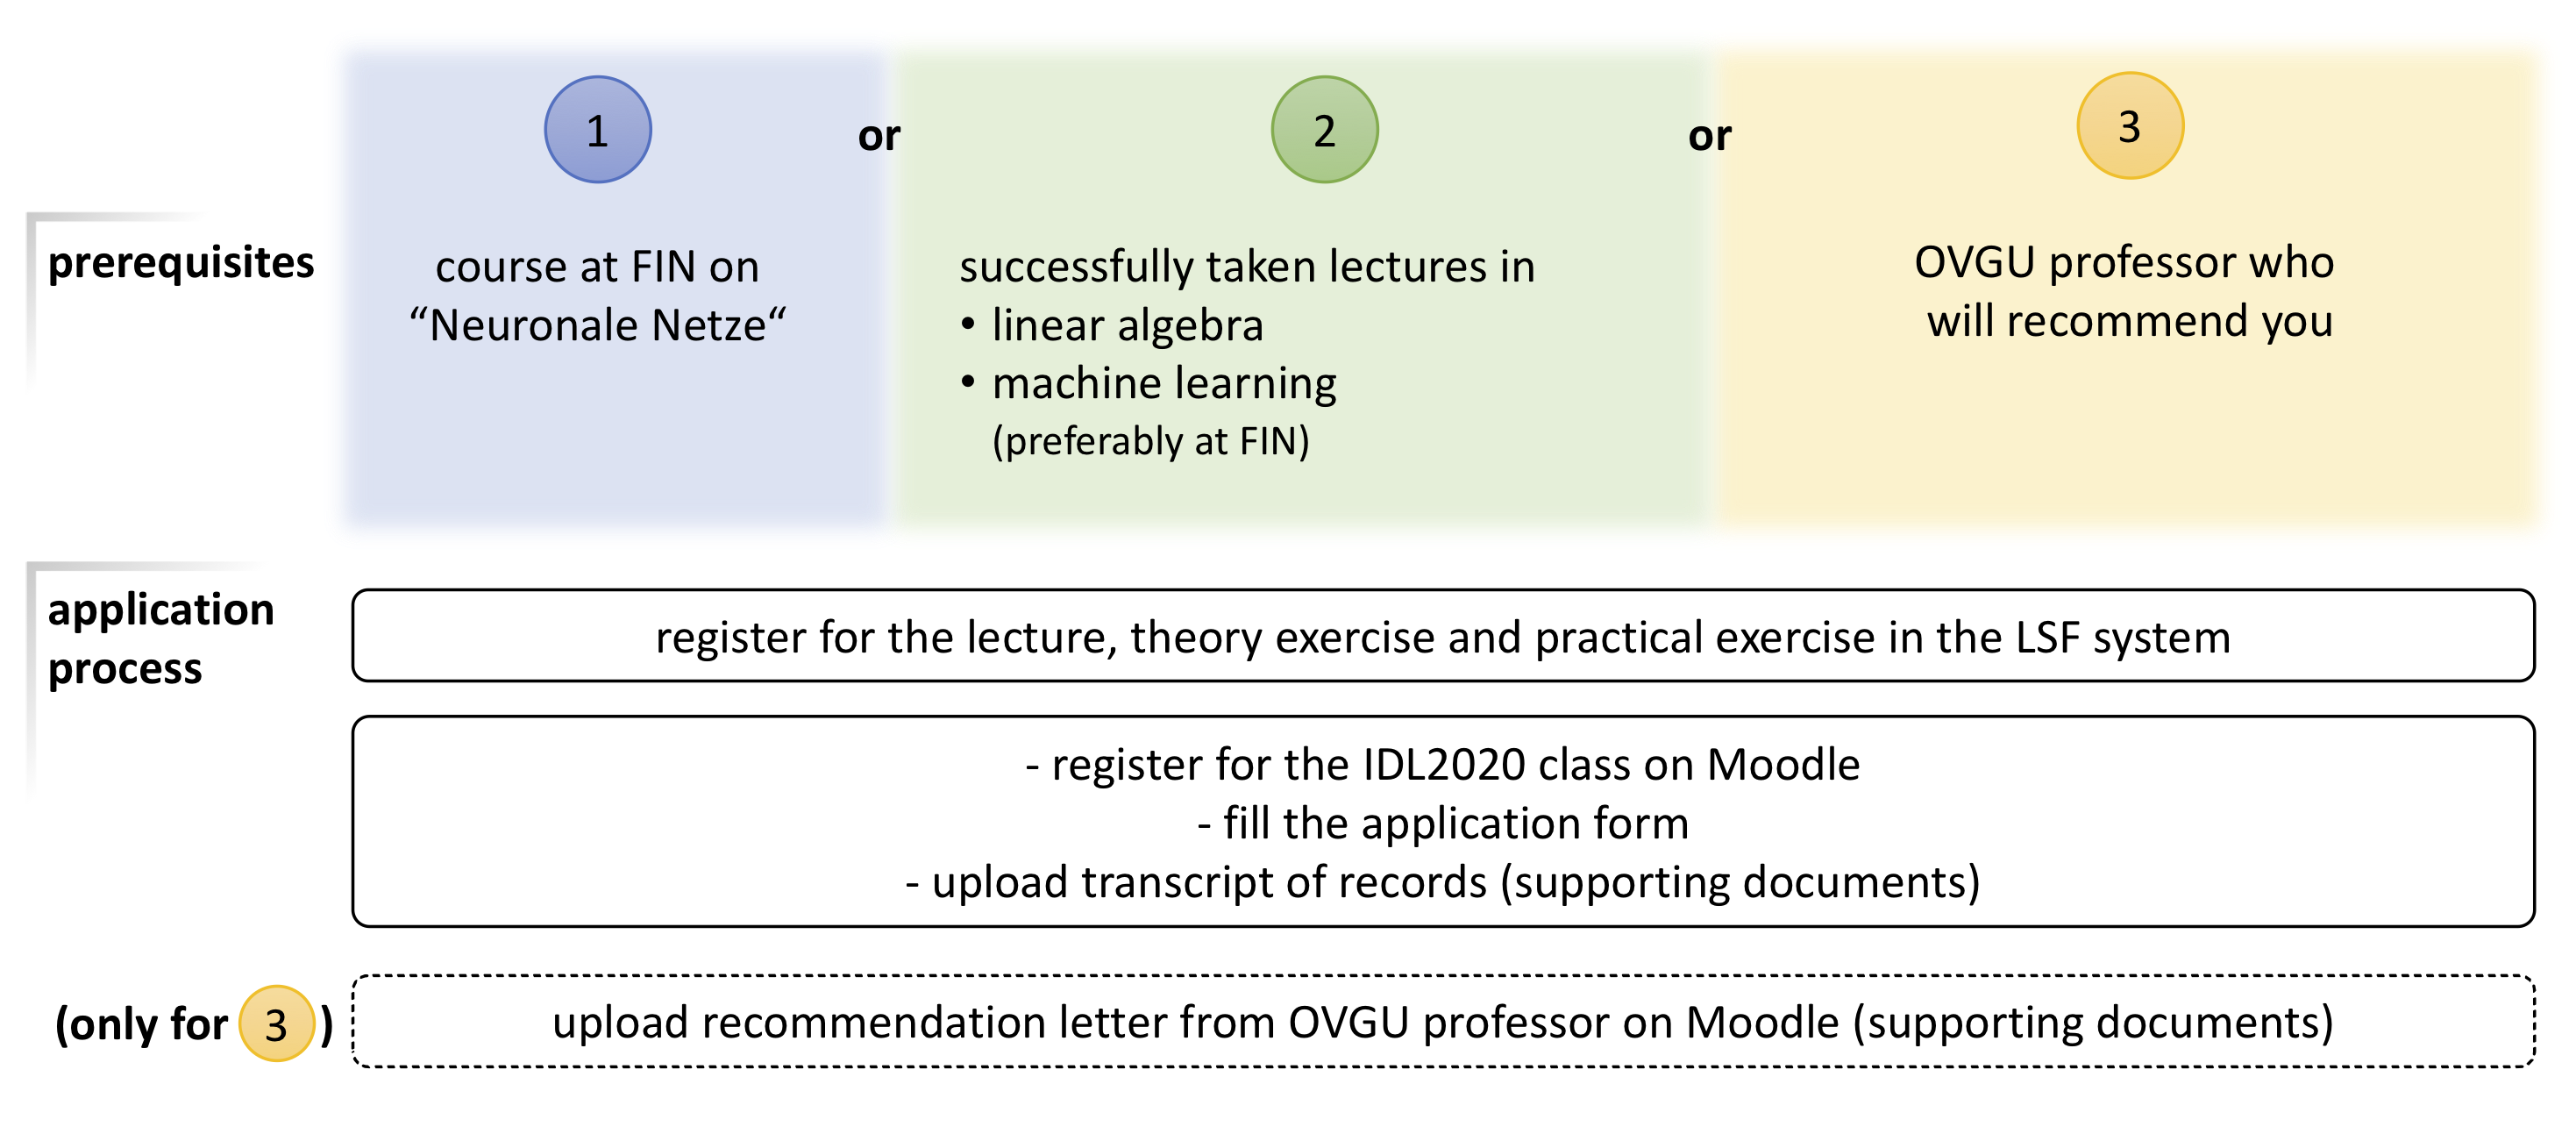 1
or
2
or
3
prerequisites
course at FIN on
“Neuronale Netze“
successfully taken lectures in
• linear algebra
• machine learning
(preferably at FIN)
OVGU professor who
will recommend you
application
process
register for the lecture, theory exercise and practical exercise in the LSF system
- register for the IDL2020 class on Moodle
- fill the application form
- upload transcript of records (supporting documents)
(only for 3 )
upload recommendation letter from OVGU professor on Moodle (supporting documents)